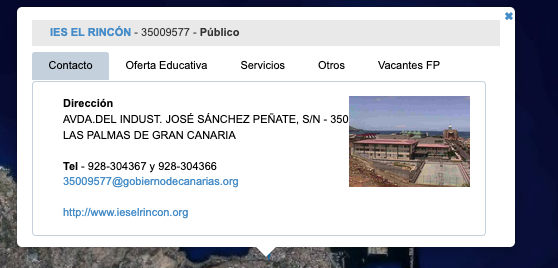 IES EL RINCÓN - 35009577 - Público
Contacto Oferta Educativa Servicios Otros Vacantes FP
Dirección
AVDA.DEL INDUST. JOSÉ SÁNCHEZ PEÑATE, S/N - 350
LAS PALMAS DE GRAN CANARIA
Tel - 928-304367 y 928-304366
35009577@gobiernodecanarias.org
http://www.ieselrincon.org